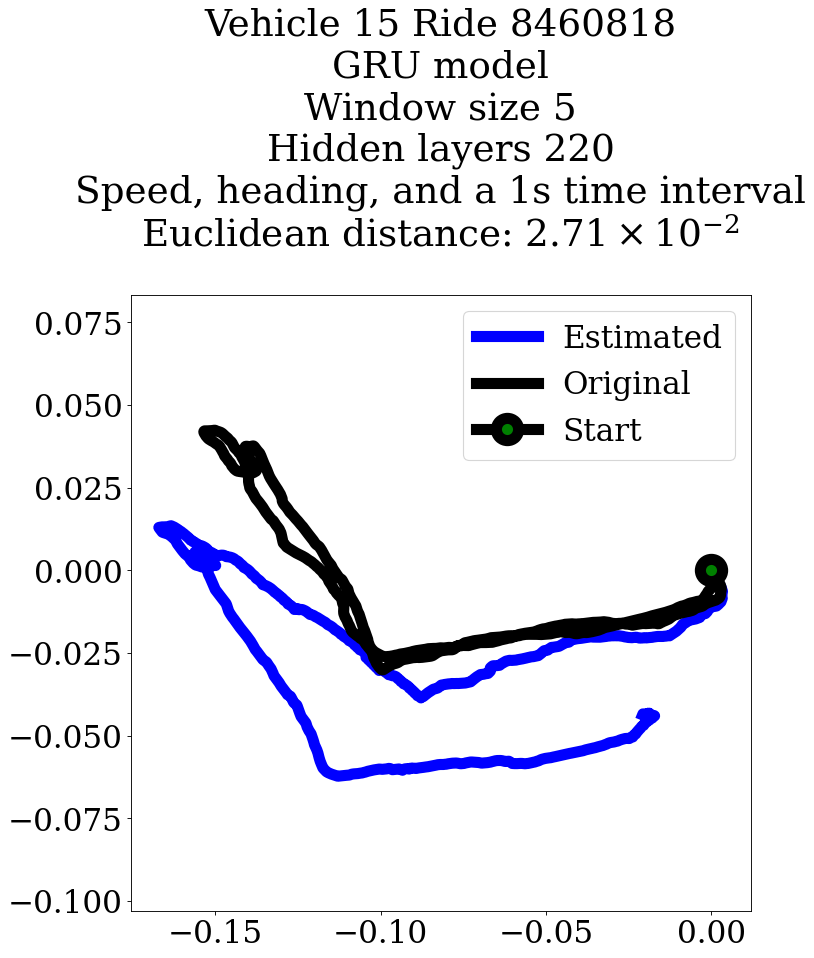 Vehicle 15 Ride 8460818
GRU model
Window size 5
Hidden layers 220
Speed, heading, and a 1s time interval
Euclidean distance: 2.71 × 10⁻²
Estimated
Original
Start
0.075
0.050
0.025
0.000
−0.025
−0.050
−0.075
−0.100
−0.15
−0.10
−0.05
0.00